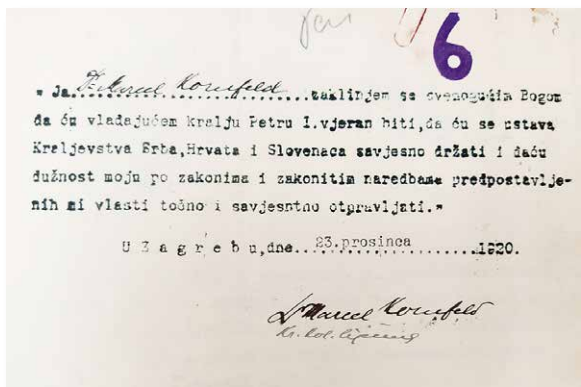 6
„Ja Dr Marcel Kornfeld zaklinjem se svemogućim Bogom
da ću vladajućem kralju Petru I.vjeran biti,da ću se ustava
Kraljevstva Srba,Hrvata i Slovenaca savjesno držati i daću
dužnost moju po zakonima i zakonitim naredbama predpostavlje-
nih mi vlasti točno i savjesntno otpravljati."
U Z a g r e b u,dne...23.prosinca.........1920.
Dr Marcel Kornfeld